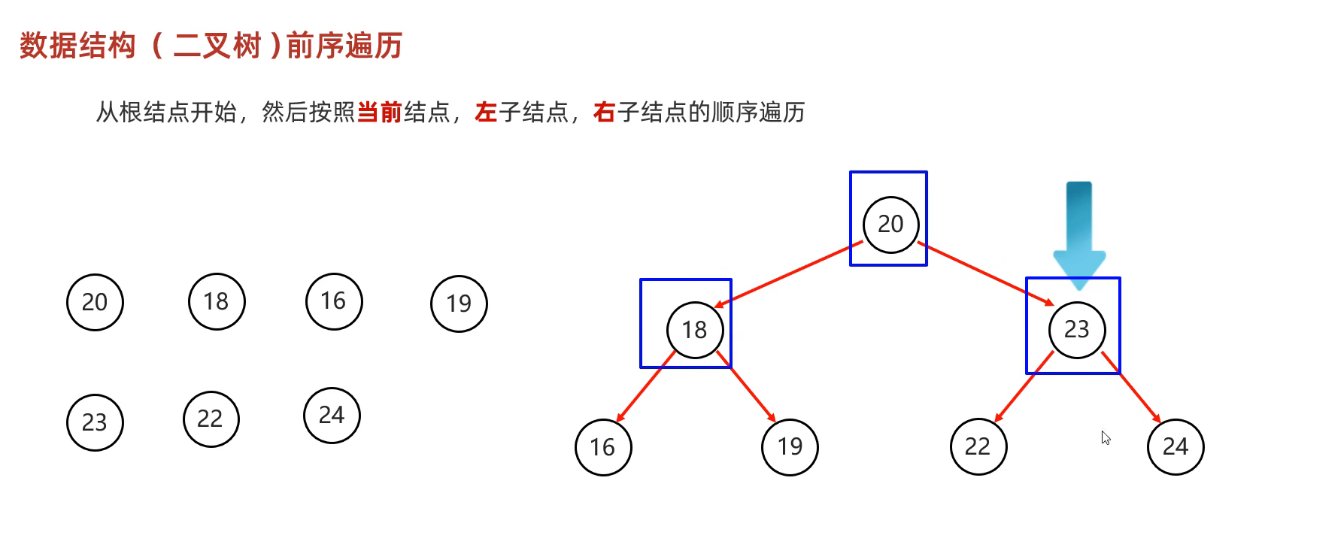 数据结构（二叉树）前序遍历
从根结点开始，然后按照当前结点，左子结点，右子结点的顺序遍历
20 18 16 19
23 22 24
20
18 23
16 19 22 24